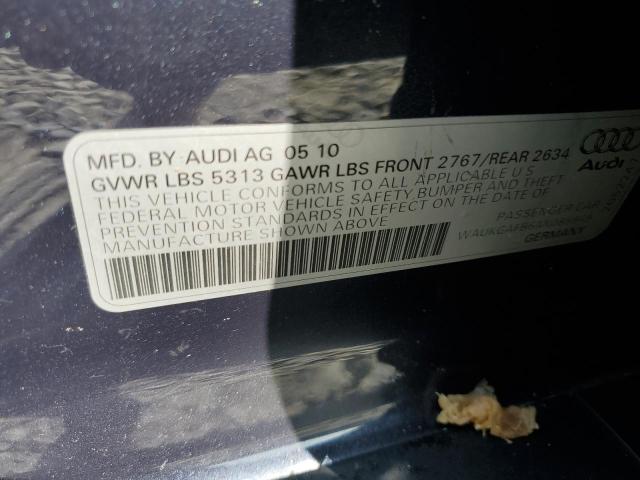 MFD. BY AUDI AG 05 10
GVWR LBS 5313 GAWR LBS FRONT 2767/REAR 2634
THIS VEHICLE CONFORMS TO ALL APPLICABLE U S
FEDERAL MOTOR VEHICLE SAFETY BUMPER AND THEFT
PREVENTION STANDARDS IN EFFECT ON THE DATE OF
MANUFACTURE SHOWN ABOVE
Audi
PASSENGER CAR
GERMANY